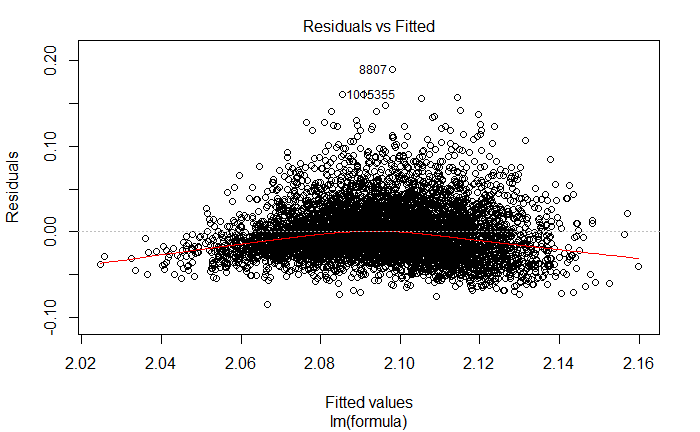 Residuals vs Fitted
0.20
8807
0.10
Residuals
0.00
-0.10
2.02 2.04 2.06 2.08 2.10 2.12 2.14 2.16
Fitted values
lm(formula)